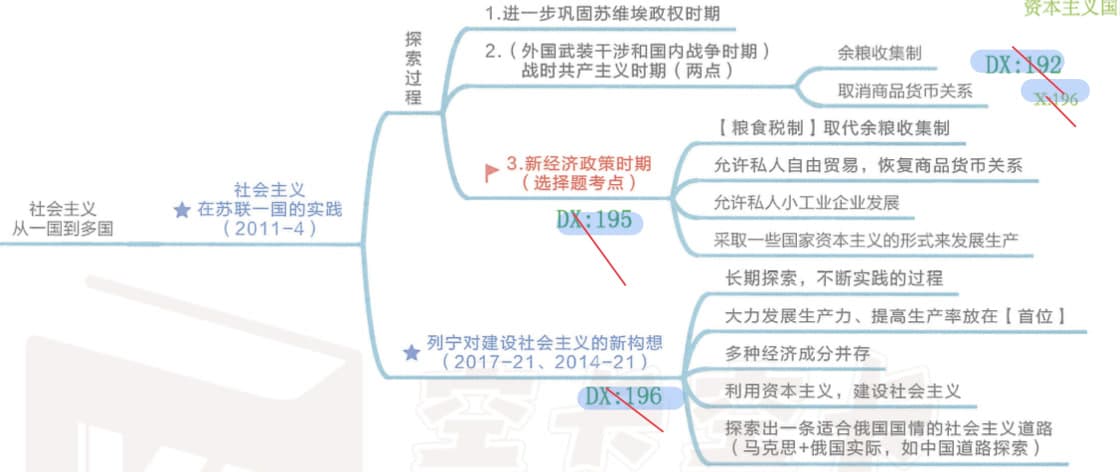 资本主义国
探索过程
1.进一步巩固苏维埃政权时期
2.（外国武装干涉和国内战争时期）
战时共产主义时期（两点）
余粮收集制
取消商品货币关系
DX:192
X:196
3.新经济政策时期
（选择题考点）
DX:195
【粮食税制】取代余粮收集制
允许私人自由贸易，恢复商品货币关系
允许私人小工业企业发展
采取一些国家资本主义的形式来发展生产
社会主义
从一国到多国
社会主义
在苏联一国的实践
（2011-4）
列宁对建设社会主义的新构想
（2017-21、2014-21）
DX:196
长期探索，不断实践的过程
大力发展生产力、提高生产率放在【首位】
多种经济成分并存
利用资本主义，建设社会主义
探索出一条适合俄国国情的社会主义道路
（马克思+俄国实际，如中国道路探索）